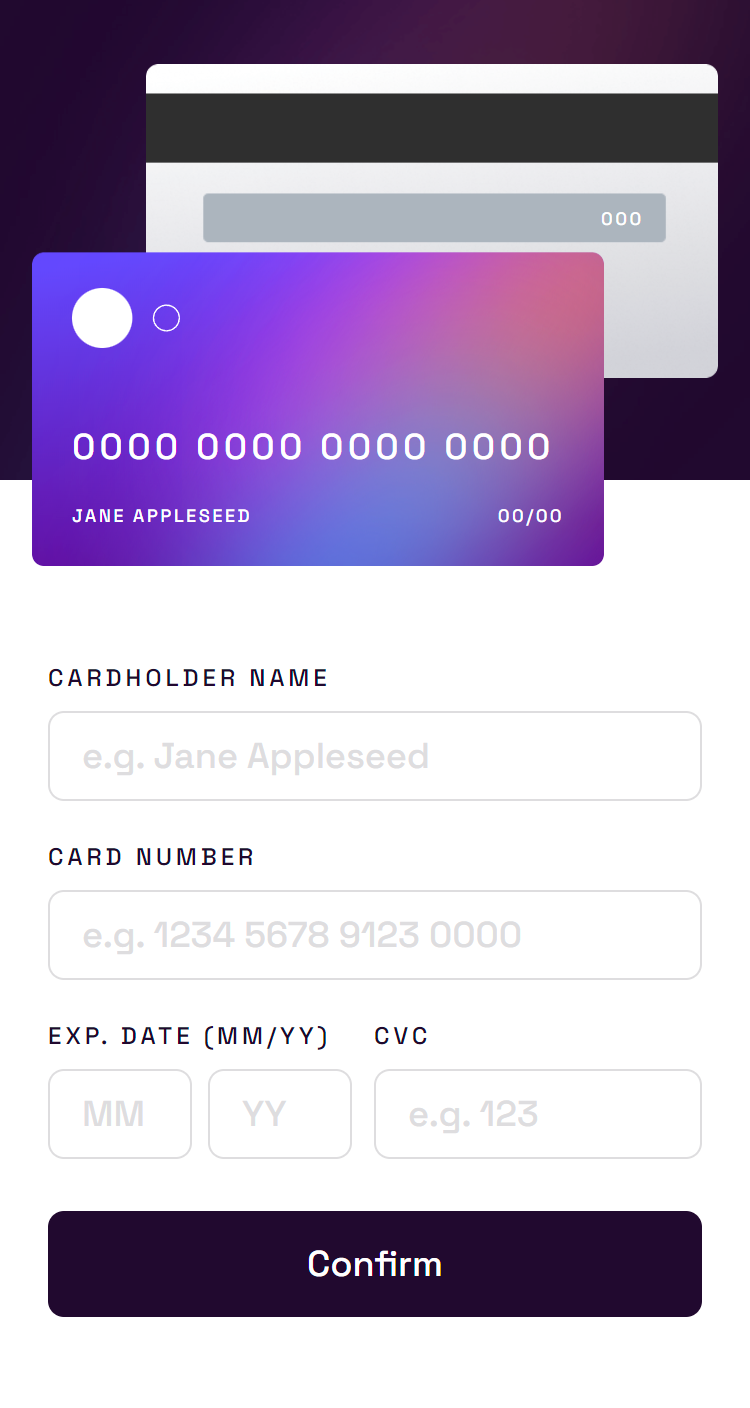 000
0000 0000 0000 0000
JANE APPLESEED 00/00
CARDHOLDER NAME
e.g. Jane Appleseed
CARD NUMBER
e.g. 1234 5678 9123 0000
EXP. DATE (MM/YY) CVC
MM YY e.g. 123
Confirm